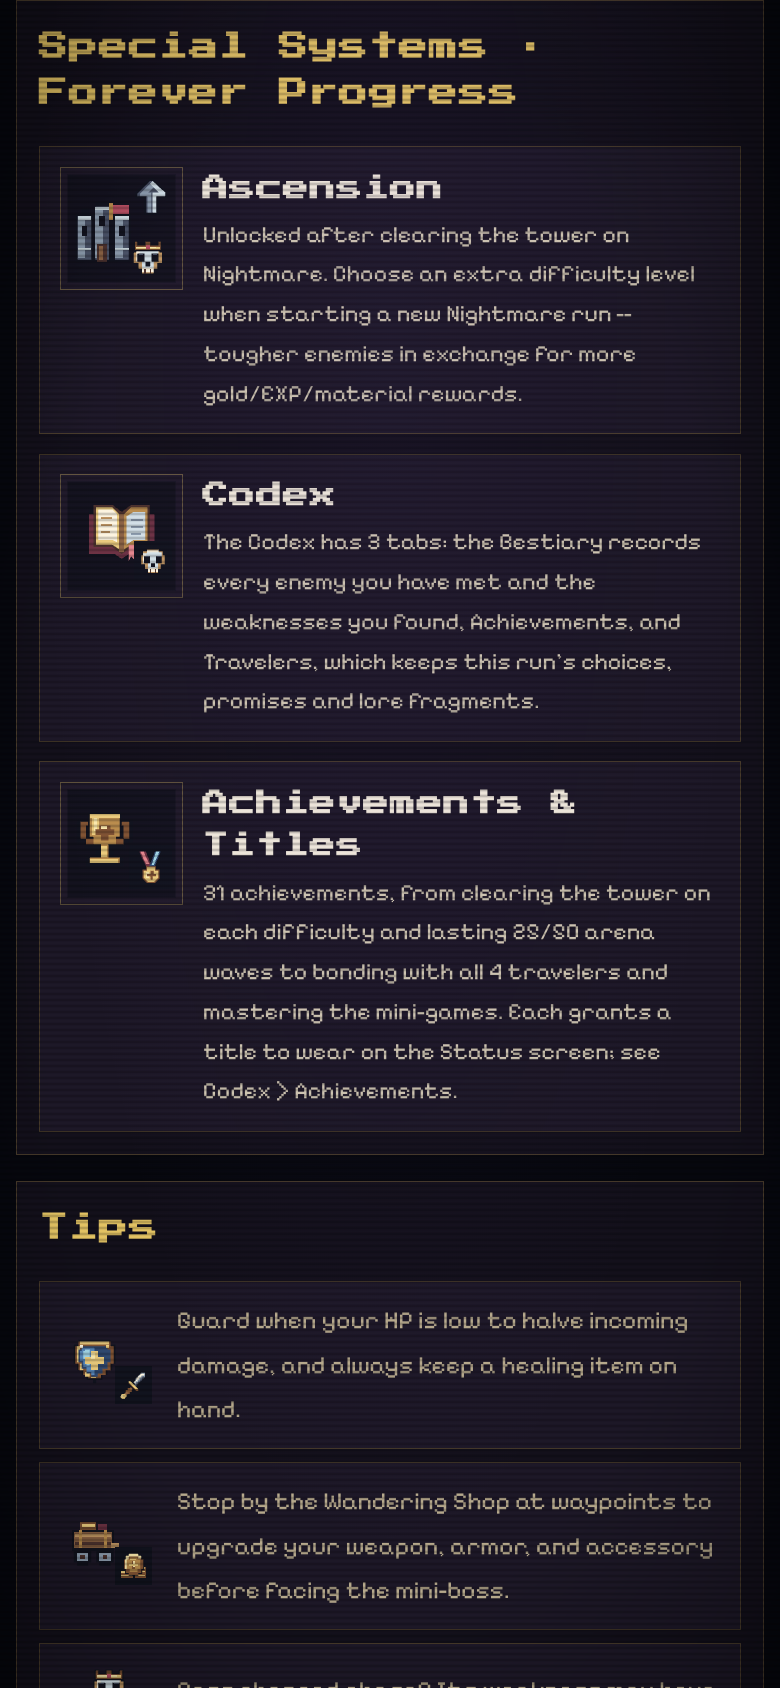 Special Systems ·
Forever Progress
Ascension
Unlocked after clearing the tower on
Nightmare. Choose an extra difficulty level
when starting a new Nightmare run --
tougher enemies in exchange for more
gold/EXP/material rewards.
Codex
The Codex has 3 tabs: the Bestiary records
every enemy you have met and the
weaknesses you found, Achievements, and
Travelers, which keeps this run's choices,
promises and lore fragments.
Achievements &
Titles
31 achievements, from clearing the tower on
each difficulty and lasting 25/50 arena
waves to bonding with all 4 travelers and
mastering the mini-games. Each grants a
title to wear on the Status screen; see
Codex > Achievements.
Tips
Guard when your HP is low to halve incoming
damage, and always keep a healing item on
hand.
Stop by the Wandering Shop at waypoints to
upgrade your weapon, armor, and accessory
before facing the mini-boss.